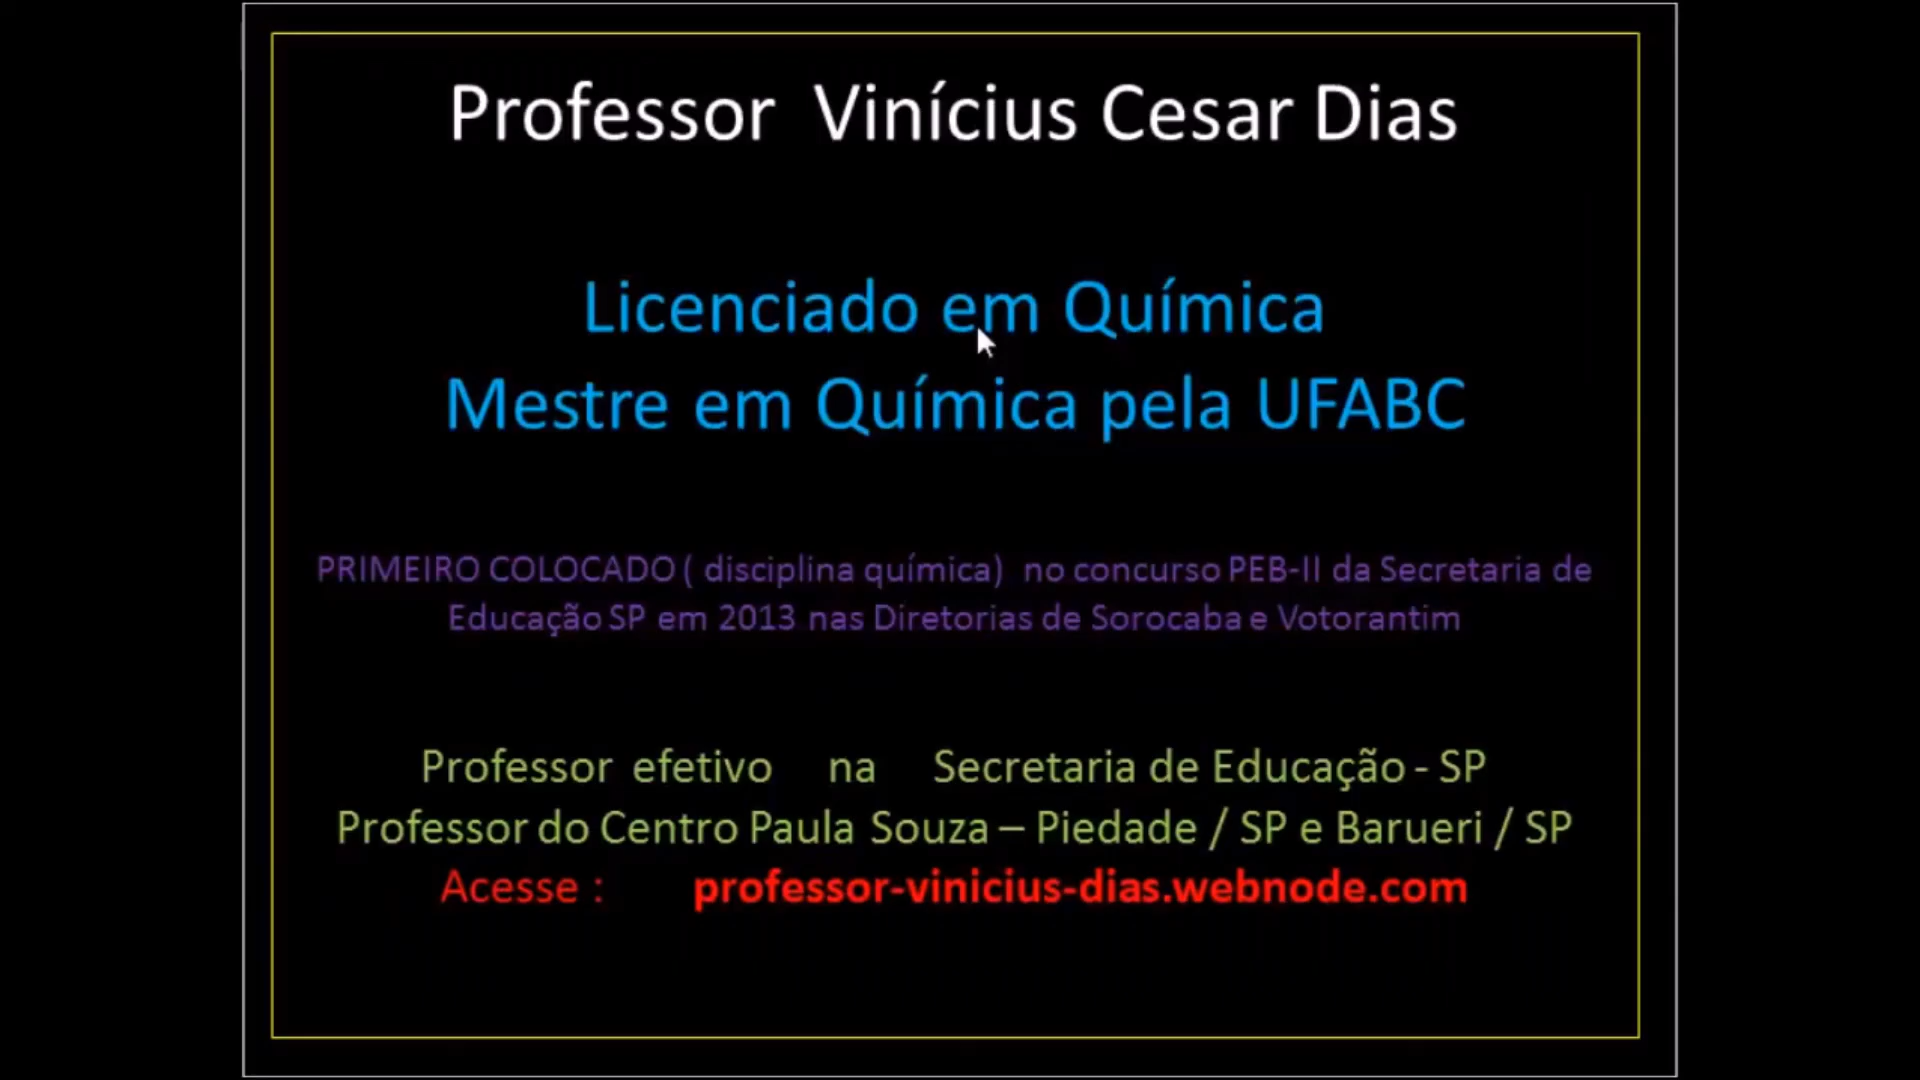 Professor Vinícius Cesar Dias
Licenciado em Química
Mestre em Química pela UFABC
PRIMEIRO COLOCADO ( disciplina química) no concurso PEB-II da Secretaria de
Educação SP em 2013 nas Diretorias de Sorocaba e Votorantim
Professor efetivo na Secretaria de Educação - SP
Professor do Centro Paula Souza – Piedade / SP e Barueri / SP
Acesse : professor-vinicius-dias.webnode.com